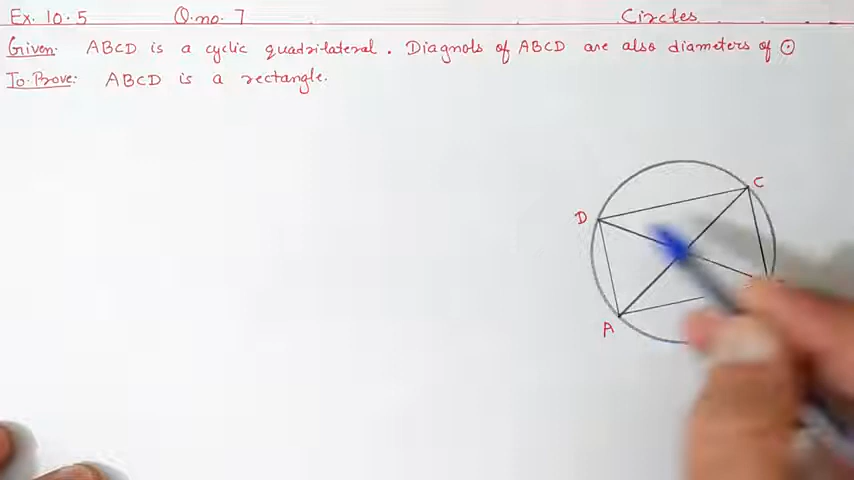 Ex. 10.5 Q.no. 7 Circles
Given: ABCD is a cyclic quadrilateral. Diagnols of ABCD are also diameters of ⊙
To Prove: ABCD is a rectangle.
C
D
A